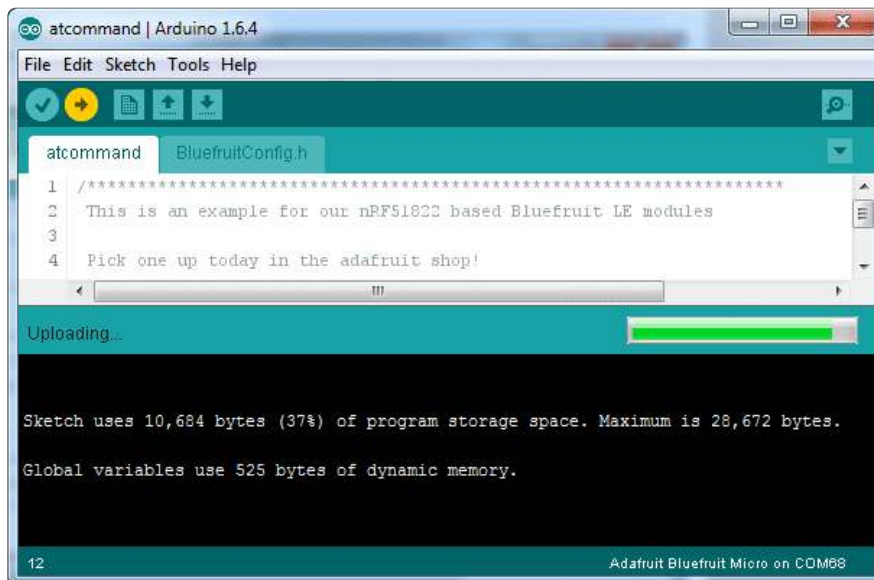 atcommand | Arduino 1.6.4
File Edit Sketch Tools Help
atcommand BluefruitConfig.h
1 /*********************************************************************
2 This is an example for our nRF51822 based Bluefruit LE modules
3
4 Pick one up today in the adafruit shop!
Uploading...
Sketch uses 10,684 bytes (37%) of program storage space. Maximum is 28,672 bytes.
Global variables use 525 bytes of dynamic memory.
12 Adafruit Bluefruit Micro on COM68